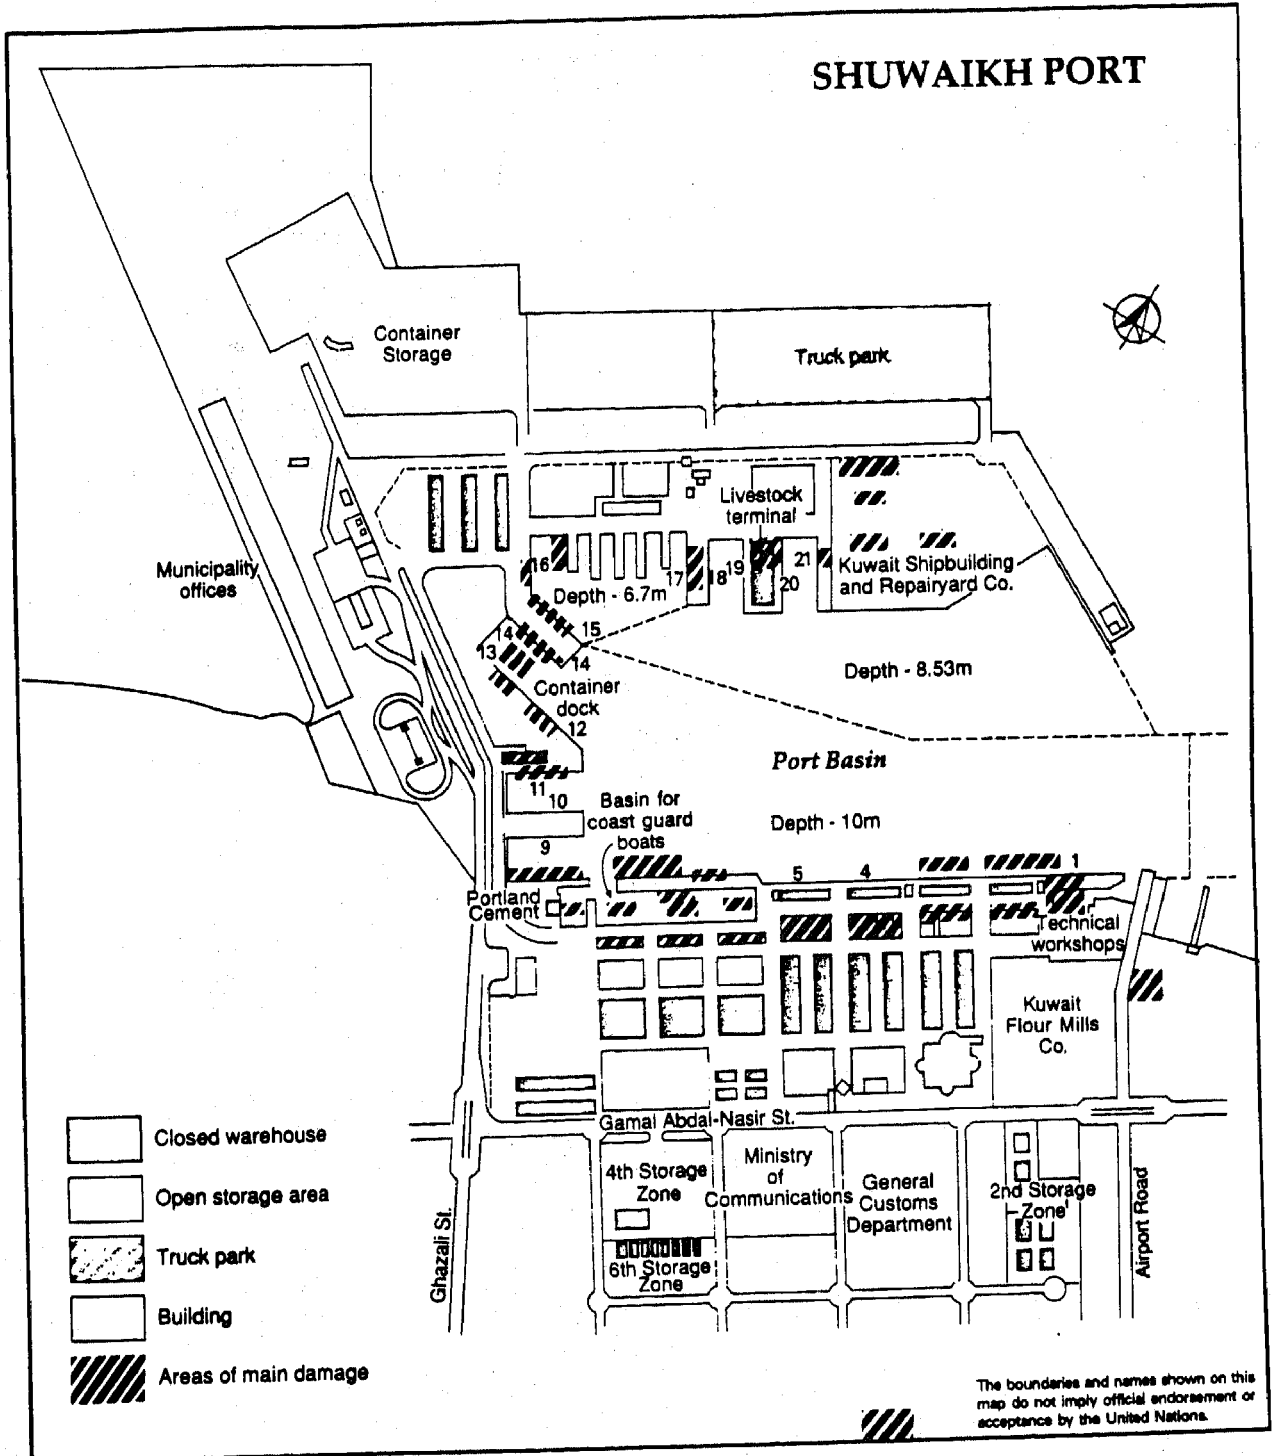 SHUWAIKH PORT
Container
Storage
Truck park
Livestock
terminal
16
17
8
19
20
21
Municipality
offices
Kuwait Shipbuilding
and Repairyard Co.
Depth - 6.7m
15
14
13
14
Depth - 8.53m
Container
dock
12
Port Basin
11
10
Basin for
coast guard
boats
Depth - 10m
9
5
4
1
Portland
Cement
Technical
workshops
Kuwait
Flour Mills
Co.
Gamal Abdal-Nasir St.
4th Storage
Zone
Ministry
of
Communications
General
Customs
Department
2nd Storage
Zone
6th Storage
Zone
Ghazali St.
Airport Road
Closed warehouse
Open storage area
Truck park
Building
Areas of main damage
The boundaries and names shown on this
map do not imply official endorsement or
acceptance by the United Nations.